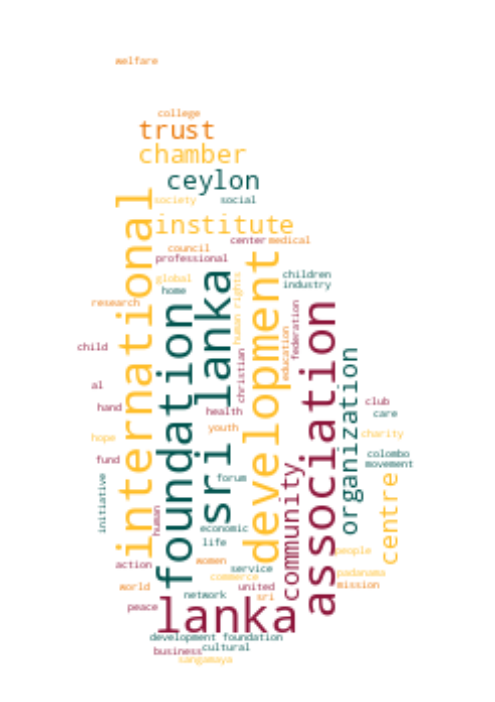 welfare
college
trust
chamber
ceylon
society
social
institute
center
medical
council
professional
international
global
home
human rights
development
children
industry
research
foundation
sri lanka
christian
education
federation
association
child
organization
al
hand
health
club
care
hope
youth
charity
fund
forum
community
colombo
movement
initiative
human
economic
life
centre
action
women
service
people
commerce
padanama
world
network
united
sri
mission
peace
lanka
development foundation
business
cultural
sangamaya